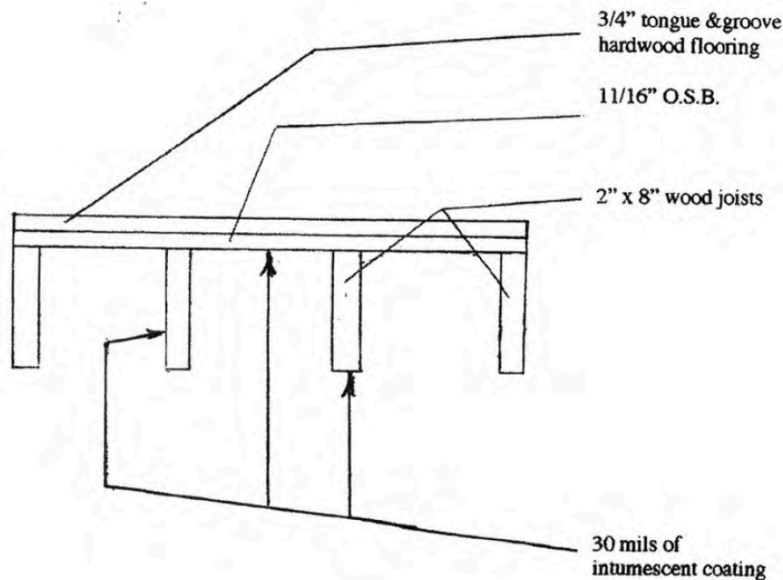 3/4” tongue &groove
hardwood flooring
11/16” O.S.B.
2” x 8” wood joists
30 mils of
intumescent coating